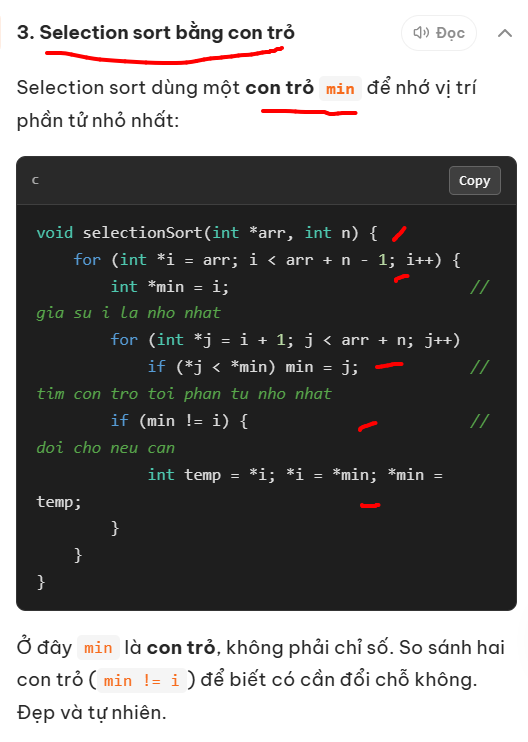 3. Selection sort bằng con trỏ
Đọc
Selection sort dùng một con trỏ min để nhớ vị trí
phần tử nhỏ nhất:
c
Copy
void selectionSort(int *arr, int n) {
    for (int *i = arr; i < arr + n - 1; i++) {
        int *min = i;                          //
gia su i la nho nhat
        for (int *j = i + 1; j < arr + n; j++)
            if (*j < *min) min = j;            //
tim con tro toi phan tu nho nhat
        if (min != i) {                        //
doi cho neu can
            int temp = *i; *i = *min; *min =
temp;
        }
    }
}
Ở đây min là con trỏ, không phải chỉ số. So sánh hai
con trỏ (min != i) để biết có cần đổi chỗ không.
Đẹp và tự nhiên.